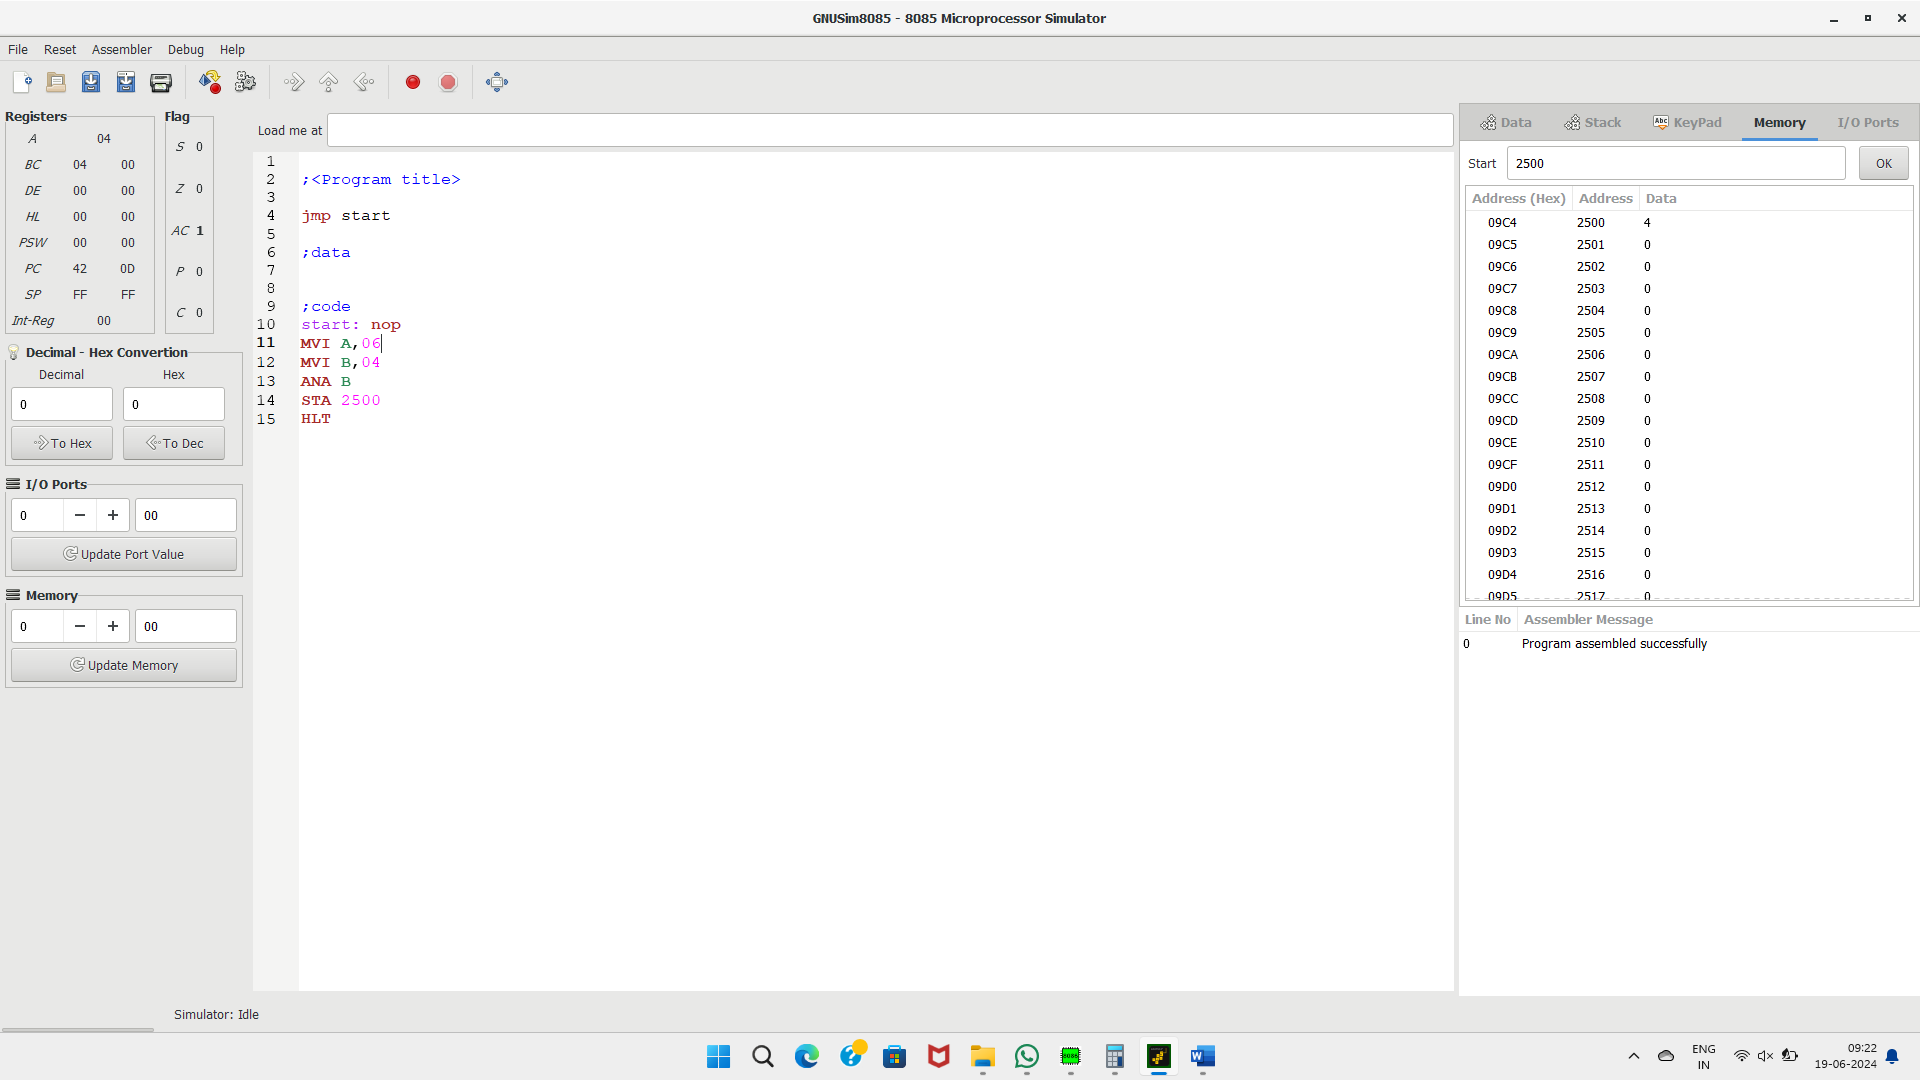 GNUSim8085 - 8085 Microprocessor Simulator
File Reset Assembler Debug Help
Registers
A 04
BC 04 00
DE 00 00
HL 00 00
PSW 00 00
PC 42 0D
SP FF FF
Int-Reg 00
Flag
S 0
Z 0
AC 1
P 0
C 0
Decimal - Hex Convertion
Decimal Hex
0 0
To Hex To Dec
I/O Ports
0 − + 00
Update Port Value
Memory
0 − + 00
Update Memory
Load me at
1
2 ;<Program title>
3
4 jmp start
5
6 ;data
7
8
9 ;code
10 start: nop
11 MVI A,06
12 MVI B,04
13 ANA B
14 STA 2500
15 HLT
Data Stack Abc KeyPad Memory I/O Ports
Start 2500 OK
Address (Hex) Address Data
09C4 2500 4
09C5 2501 0
09C6 2502 0
09C7 2503 0
09C8 2504 0
09C9 2505 0
09CA 2506 0
09CB 2507 0
09CC 2508 0
09CD 2509 0
09CE 2510 0
09CF 2511 0
09D0 2512 0
09D1 2513 0
09D2 2514 0
09D3 2515 0
09D4 2516 0
09D5 2517 0
Line No Assembler Message
0 Program assembled successfully
Simulator: Idle
8085
W
ENG
IN
09:22
19-06-2024